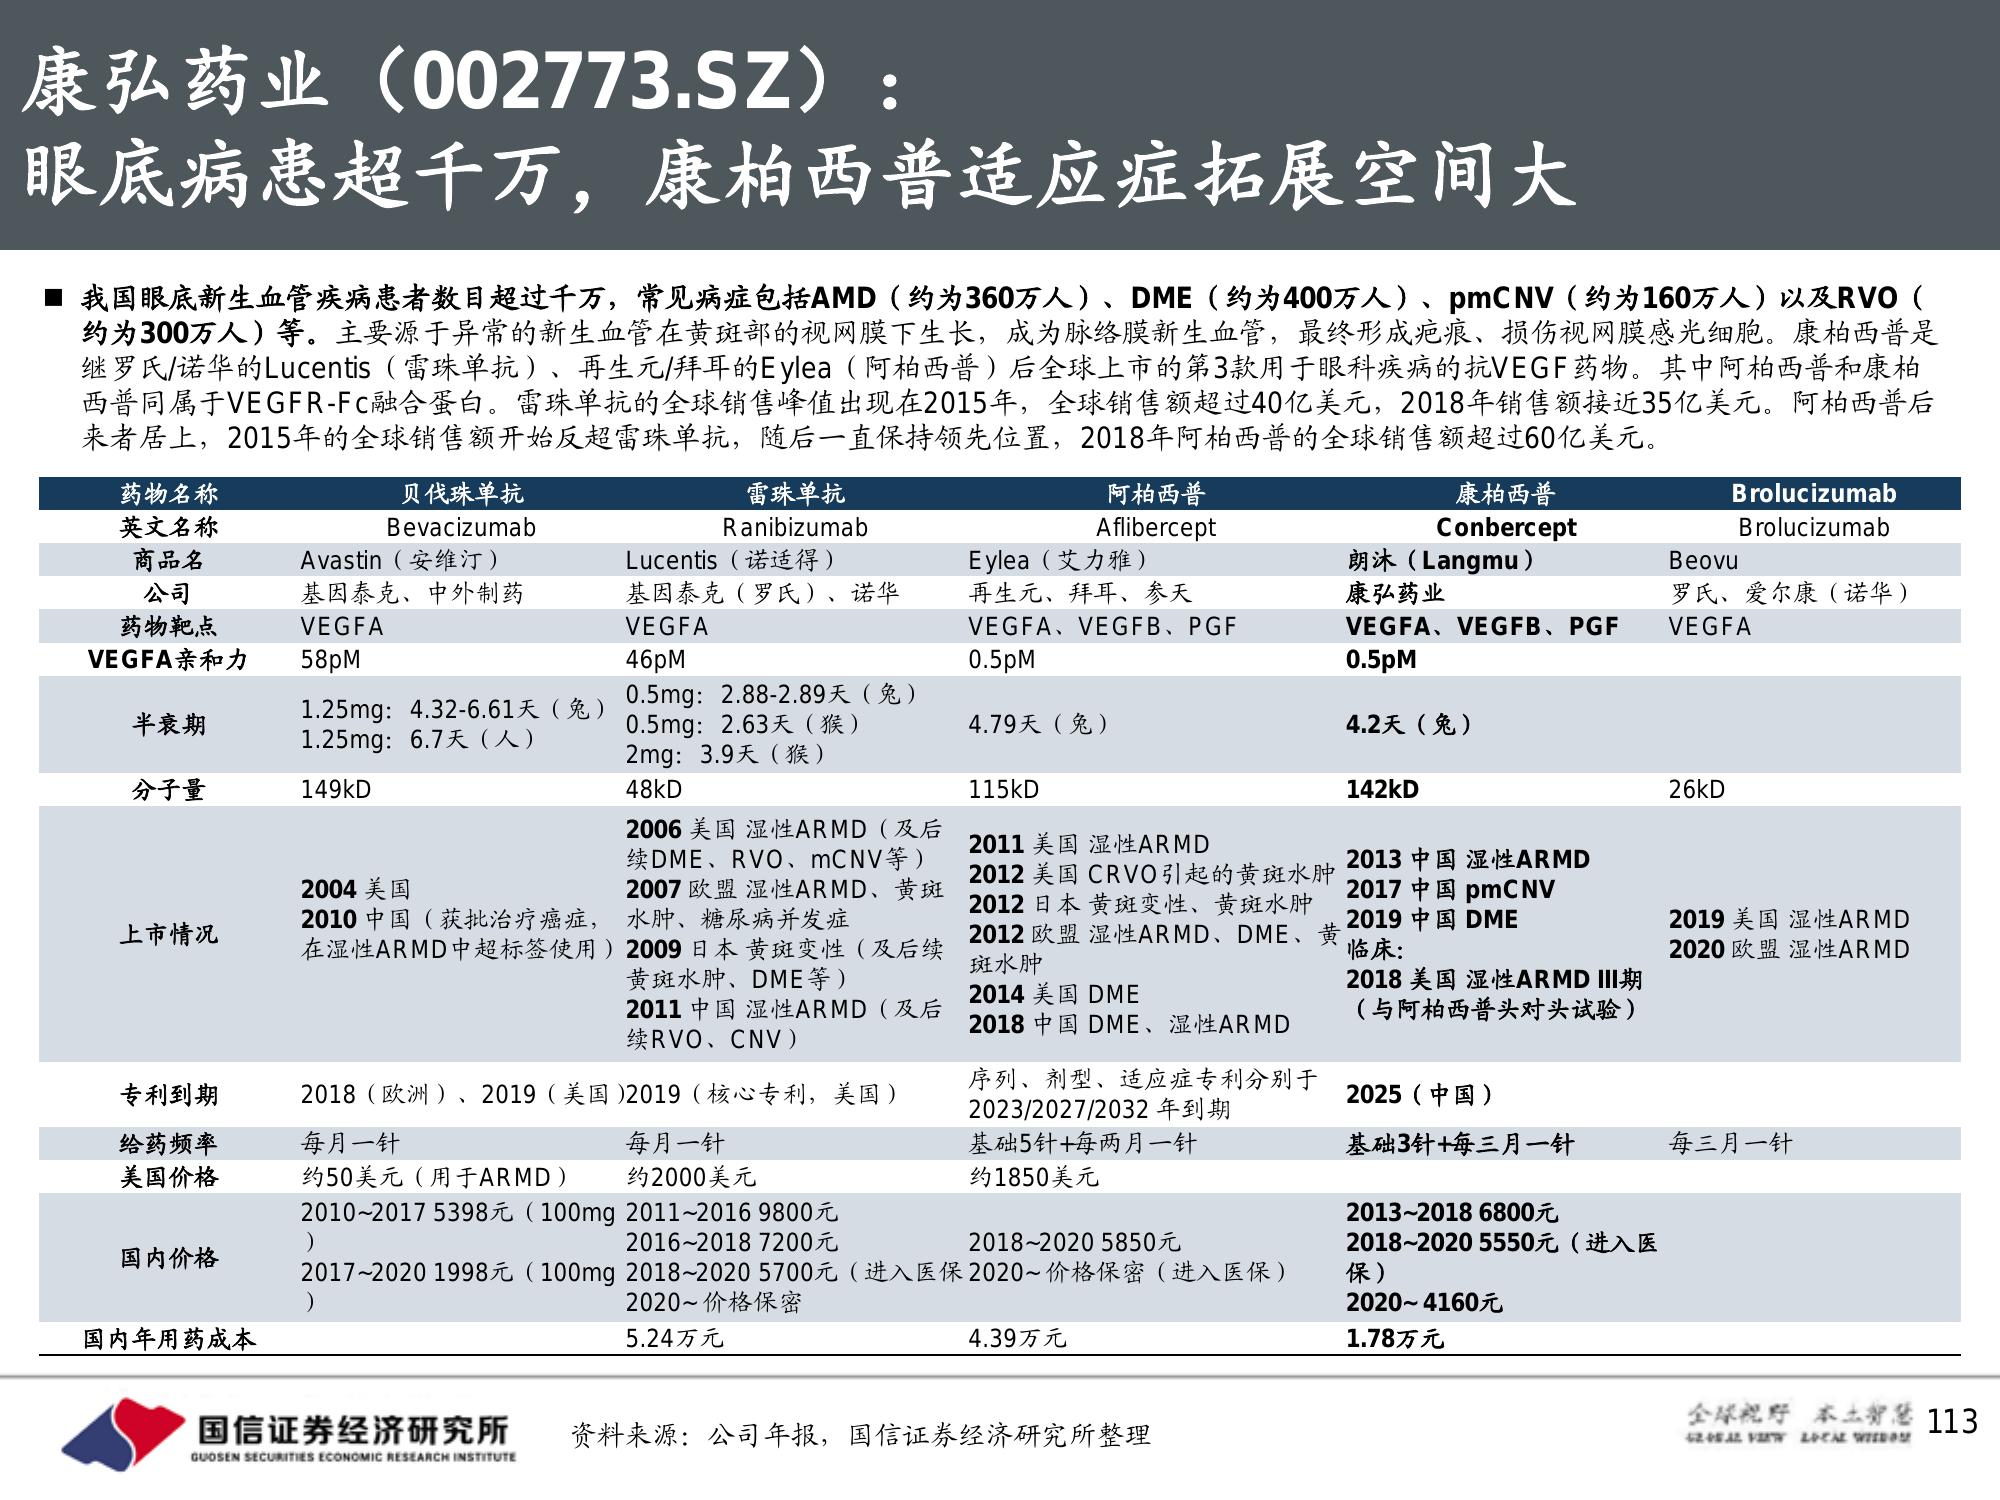 康弘药业（002773.SZ）：
眼底病患超千万，康柏西普适应症拓展空间大
■ 我国眼底新生血管疾病患者数目超过千万，常见病症包括AMD（约为360万人）、DME（约为400万人）、pmCNV（约为160万人）以及RVO（
约为300万人）等。主要源于异常的新生血管在黄斑部的视网膜下生长，成为脉络膜新生血管，最终形成疤痕、损伤视网膜感光细胞。康柏西普是
继罗氏/诺华的Lucentis（雷珠单抗）、再生元/拜耳的Eylea（阿柏西普）后全球上市的第3款用于眼科疾病的抗VEGF药物。其中阿柏西普和康柏
西普同属于VEGFR-Fc融合蛋白。雷珠单抗的全球销售峰值出现在2015年，全球销售额超过40亿美元，2018年销售额接近35亿美元。阿柏西普后
来者居上，2015年的全球销售额开始反超雷珠单抗，随后一直保持领先位置，2018年阿柏西普的全球销售额超过60亿美元。
药物名称 贝伐珠单抗 雷珠单抗 阿柏西普 康柏西普 Brolucizumab
英文名称 Bevacizumab Ranibizumab Aflibercept Conbercept Brolucizumab
商品名 Avastin（安维汀） Lucentis（诺适得） Eylea（艾力雅） 朗沐（Langmu） Beovu
公司 基因泰克、中外制药 基因泰克（罗氏）、诺华 再生元、拜耳、参天 康弘药业 罗氏、爱尔康（诺华）
药物靶点 VEGFA VEGFA VEGFA、VEGFB、PGF VEGFA、VEGFB、PGF VEGFA
VEGFA亲和力 58pM 46pM 0.5pM 0.5pM
半衰期
1.25mg：4.32-6.61天（兔）
1.25mg：6.7天（人）
0.5mg：2.88-2.89天（兔）
0.5mg：2.63天（猴）
2mg：3.9天（猴）
4.79天（兔）
4.2天（兔）
分子量 149kD 48kD 115kD 142kD 26kD
上市情况
2004 美国
2010 中国（获批治疗癌症，
在湿性ARMD中超标签使用）
2006 美国 湿性ARMD（及后
续DME、RVO、mCNV等）
2007 欧盟 湿性ARMD、黄斑
水肿、糖尿病并发症
2009 日本 黄斑变性（及后续
黄斑水肿、DME等）
2011 中国 湿性ARMD（及后
续RVO、CNV）
2011 美国 湿性ARMD
2012 美国 CRVO引起的黄斑水肿
2012 日本 黄斑变性、黄斑水肿
2012 欧盟 湿性ARMD、DME、黄
斑水肿
2014 美国 DME
2018 中国 DME、湿性ARMD
2013 中国 湿性ARMD
2017 中国 pmCNV
2019 中国 DME
临床：
2018 美国 湿性ARMD III期
（与阿柏西普头对头试验）
2019 美国 湿性ARMD
2020 欧盟 湿性ARMD
专利到期
2018（欧洲）、2019（美国）
2019（核心专利，美国）
序列、剂型、适应症专利分别于
2023/2027/2032 年到期
2025（中国）
给药频率 每月一针 每月一针 基础5针+每两月一针 基础3针+每三月一针 每三月一针
美国价格 约50美元（用于ARMD） 约2000美元 约1850美元
国内价格
2010~2017 5398元（100mg
）
2017~2020 1998元（100mg
）
2011~2016 9800元
2016~2018 7200元
2018~2020 5700元（进入医保
2020~ 价格保密
2018~2020 5850元
2020~ 价格保密（进入医保）
2013~2018 6800元
2018~2020 5550元（进入医
保）
2020~ 4160元
国内年用药成本 5.24万元 4.39万元 1.78万元
国信证券经济研究所
GUOSEN SECURITIES ECONOMIC RESEARCH INSTITUTE
资料来源：公司年报，国信证券经济研究所整理
全球视野 本土智慧
GLOBAL VIEW LOCAL WISDOM
113